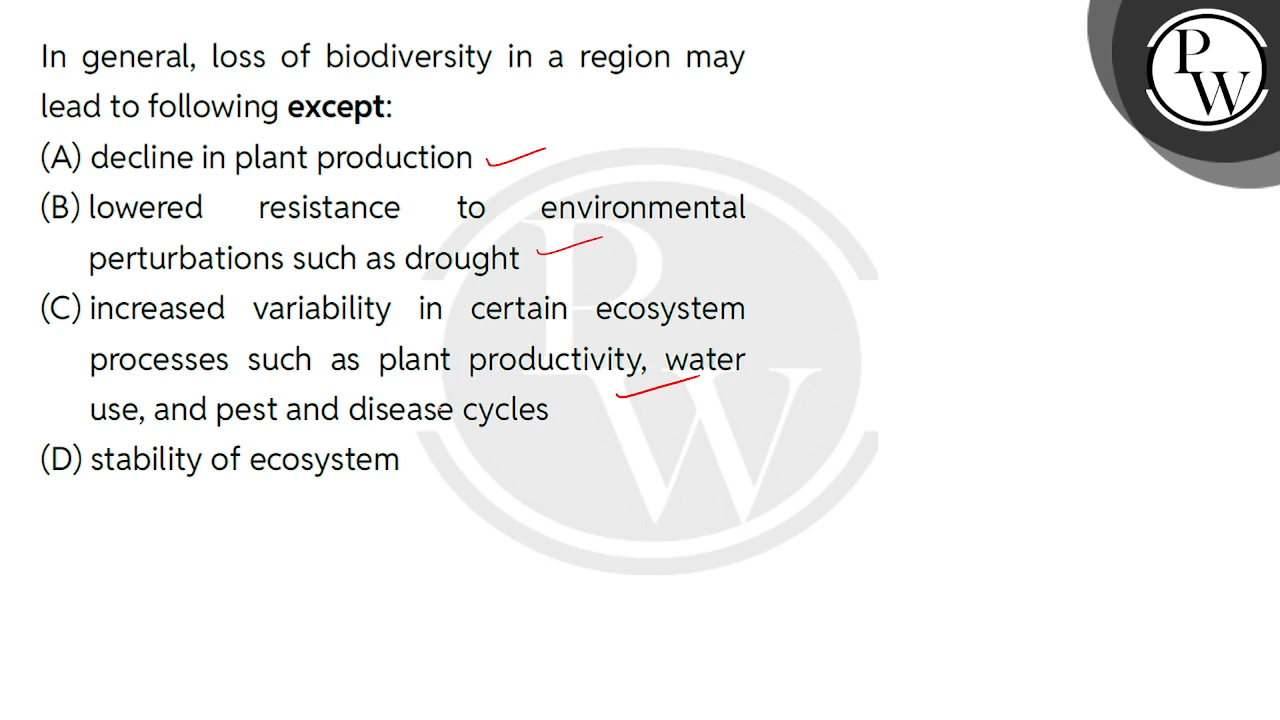 In general, loss of biodiversity in a region may
lead to following except:
(A) decline in plant production
(B) lowered resistance to environmental
perturbations such as drought
(C) increased variability in certain ecosystem
processes such as plant productivity, water
use, and pest and disease cycles
(D) stability of ecosystem
PW
PW